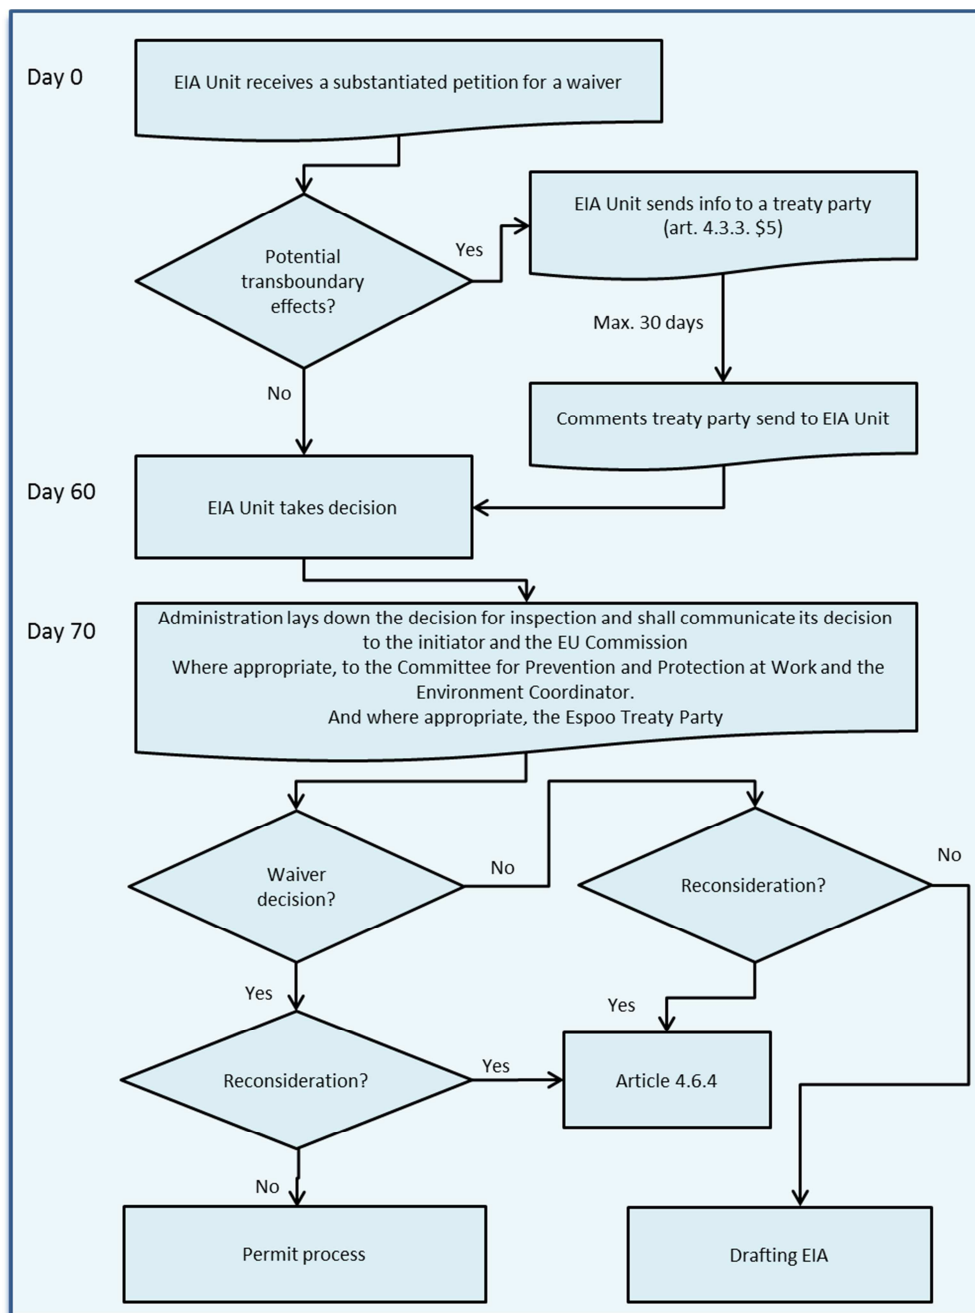 Day 0
EIA Unit receives a substantiated petition for a waiver
EIA Unit sends info to a treaty party
(art. 4.3.3. $5)
Potential
transboundary
effects?
Yes
Max. 30 days
No
Comments treaty party send to EIA Unit
Day 60
EIA Unit takes decision
Day 70
Administration lays down the decision for inspection and shall communicate its decision
to the initiator and the EU Commission
Where appropriate, to the Committee for Prevention and Protection at Work and the
Environment Coordinator.
And where appropriate, the Espoo Treaty Party
Waiver
decision?
No
Reconsideration?
No
Yes
Yes
Reconsideration?
Yes
Article 4.6.4
No
Permit process
Drafting EIA